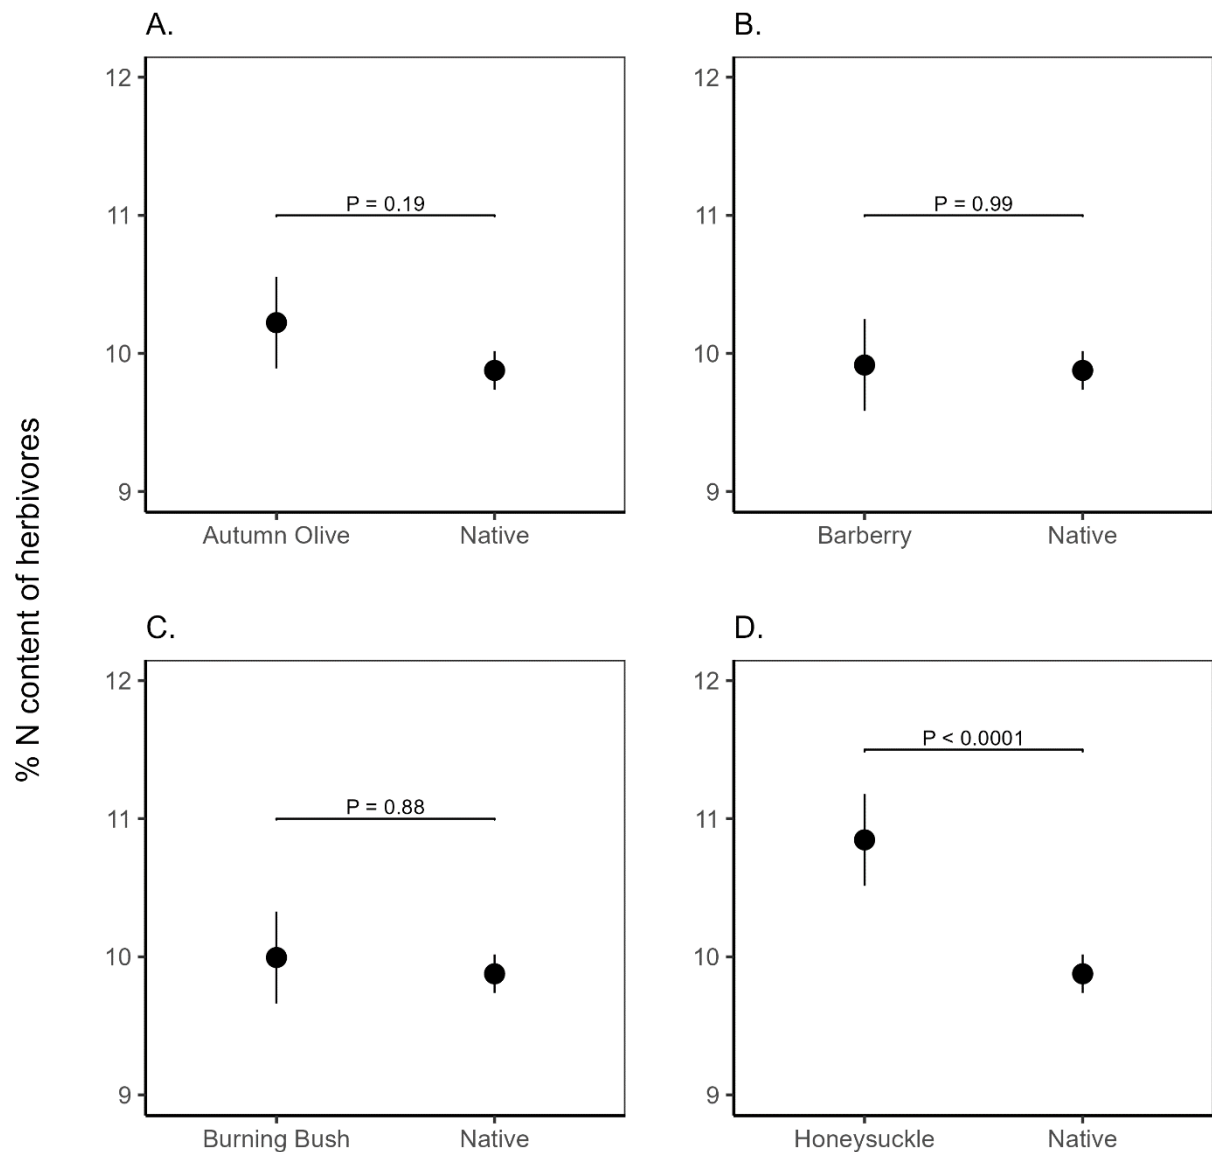 A.
12
11
10
9
P = 0.19
Autumn Olive
Native
B.
12
11
10
9
P = 0.99
Barberry
Native
% N content of herbivores
C.
12
11
10
9
P = 0.88
Burning Bush
Native
D.
12
11
10
9
P < 0.0001
Honeysuckle
Native